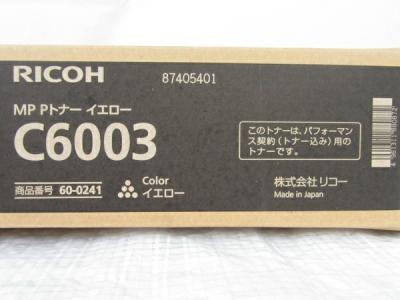 RICOH
87405401
MP Pトナー イエロー
C6003
このトナーは、パフォーマン
ス契約（トナー込み）用の
トナーです。
商品番号 60-0241
Color
イエロー
株式会社リコー
Made in Japan